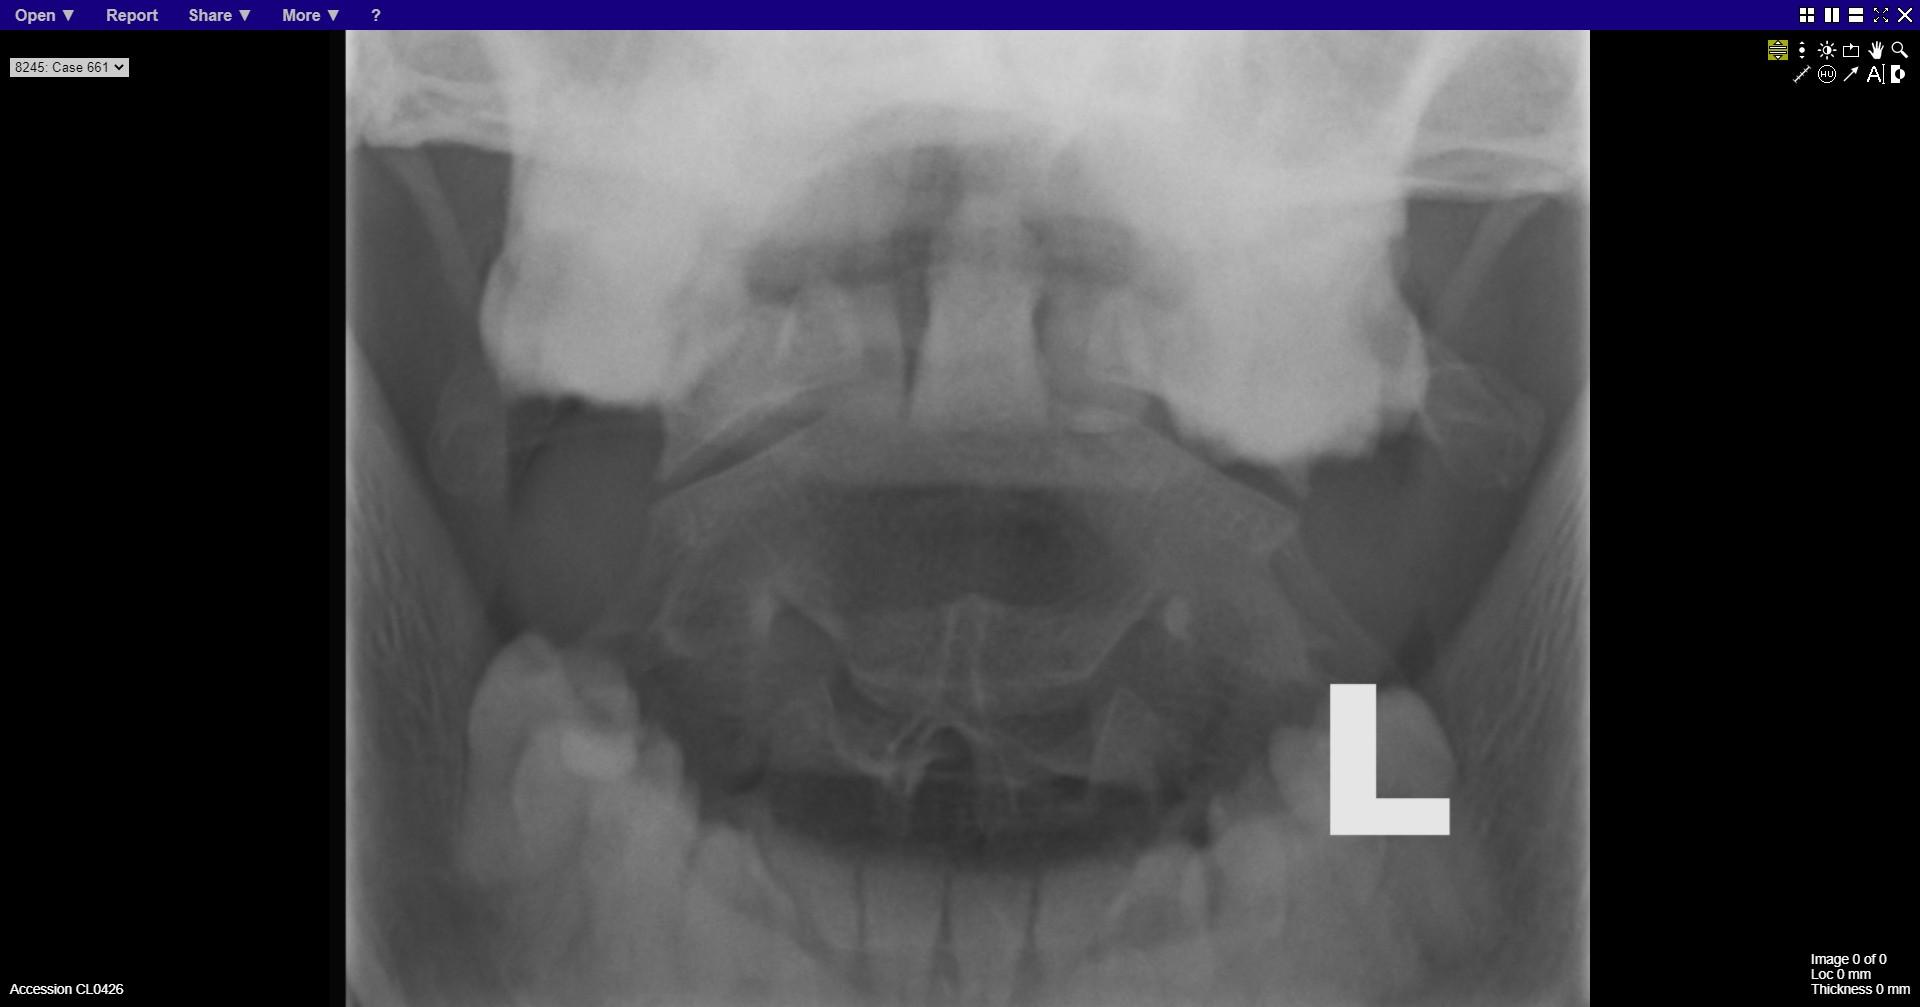 Open ▼ Report Share ▼ More ▼ ?
8245: Case 661
HU
A
L
Image 0 of 0
Loc 0 mm
Thickness 0 mm
Accession CL0426